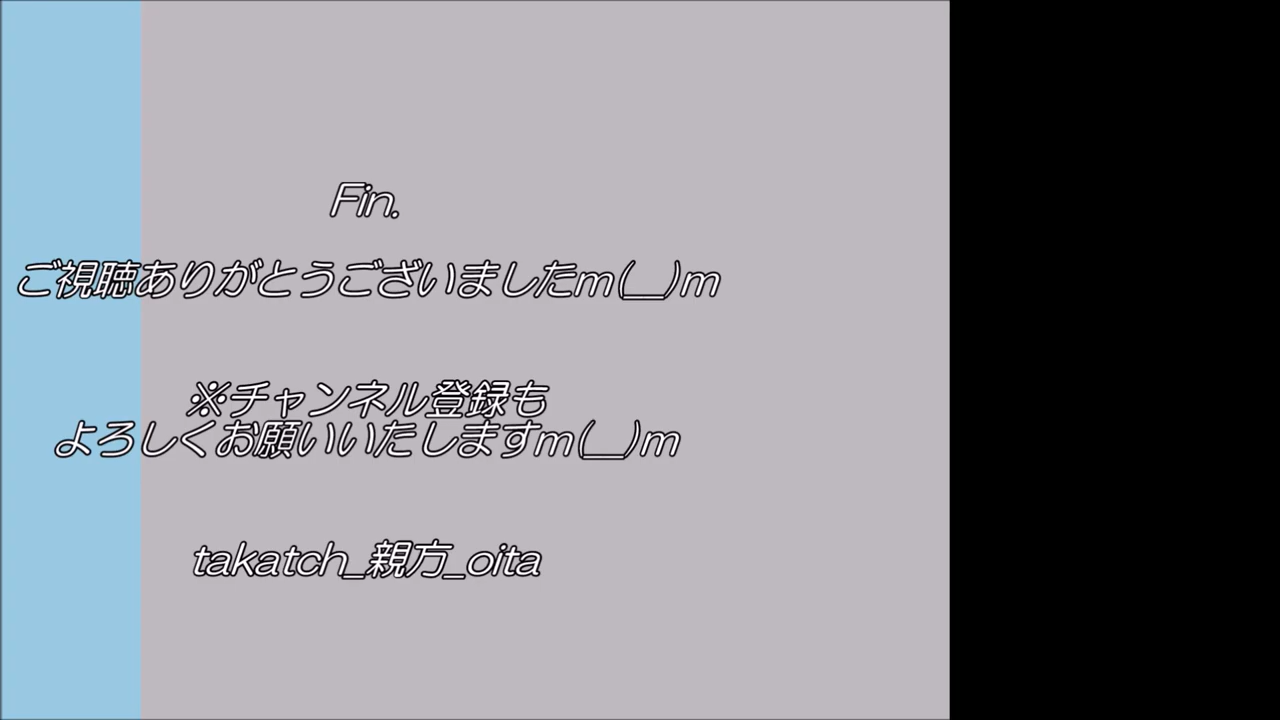 Fin.
ご視聴ありがとうございましたm(__)m
※チャンネル登録も
よろしくお願いいたしますm(__)m
takatch_親方_oita